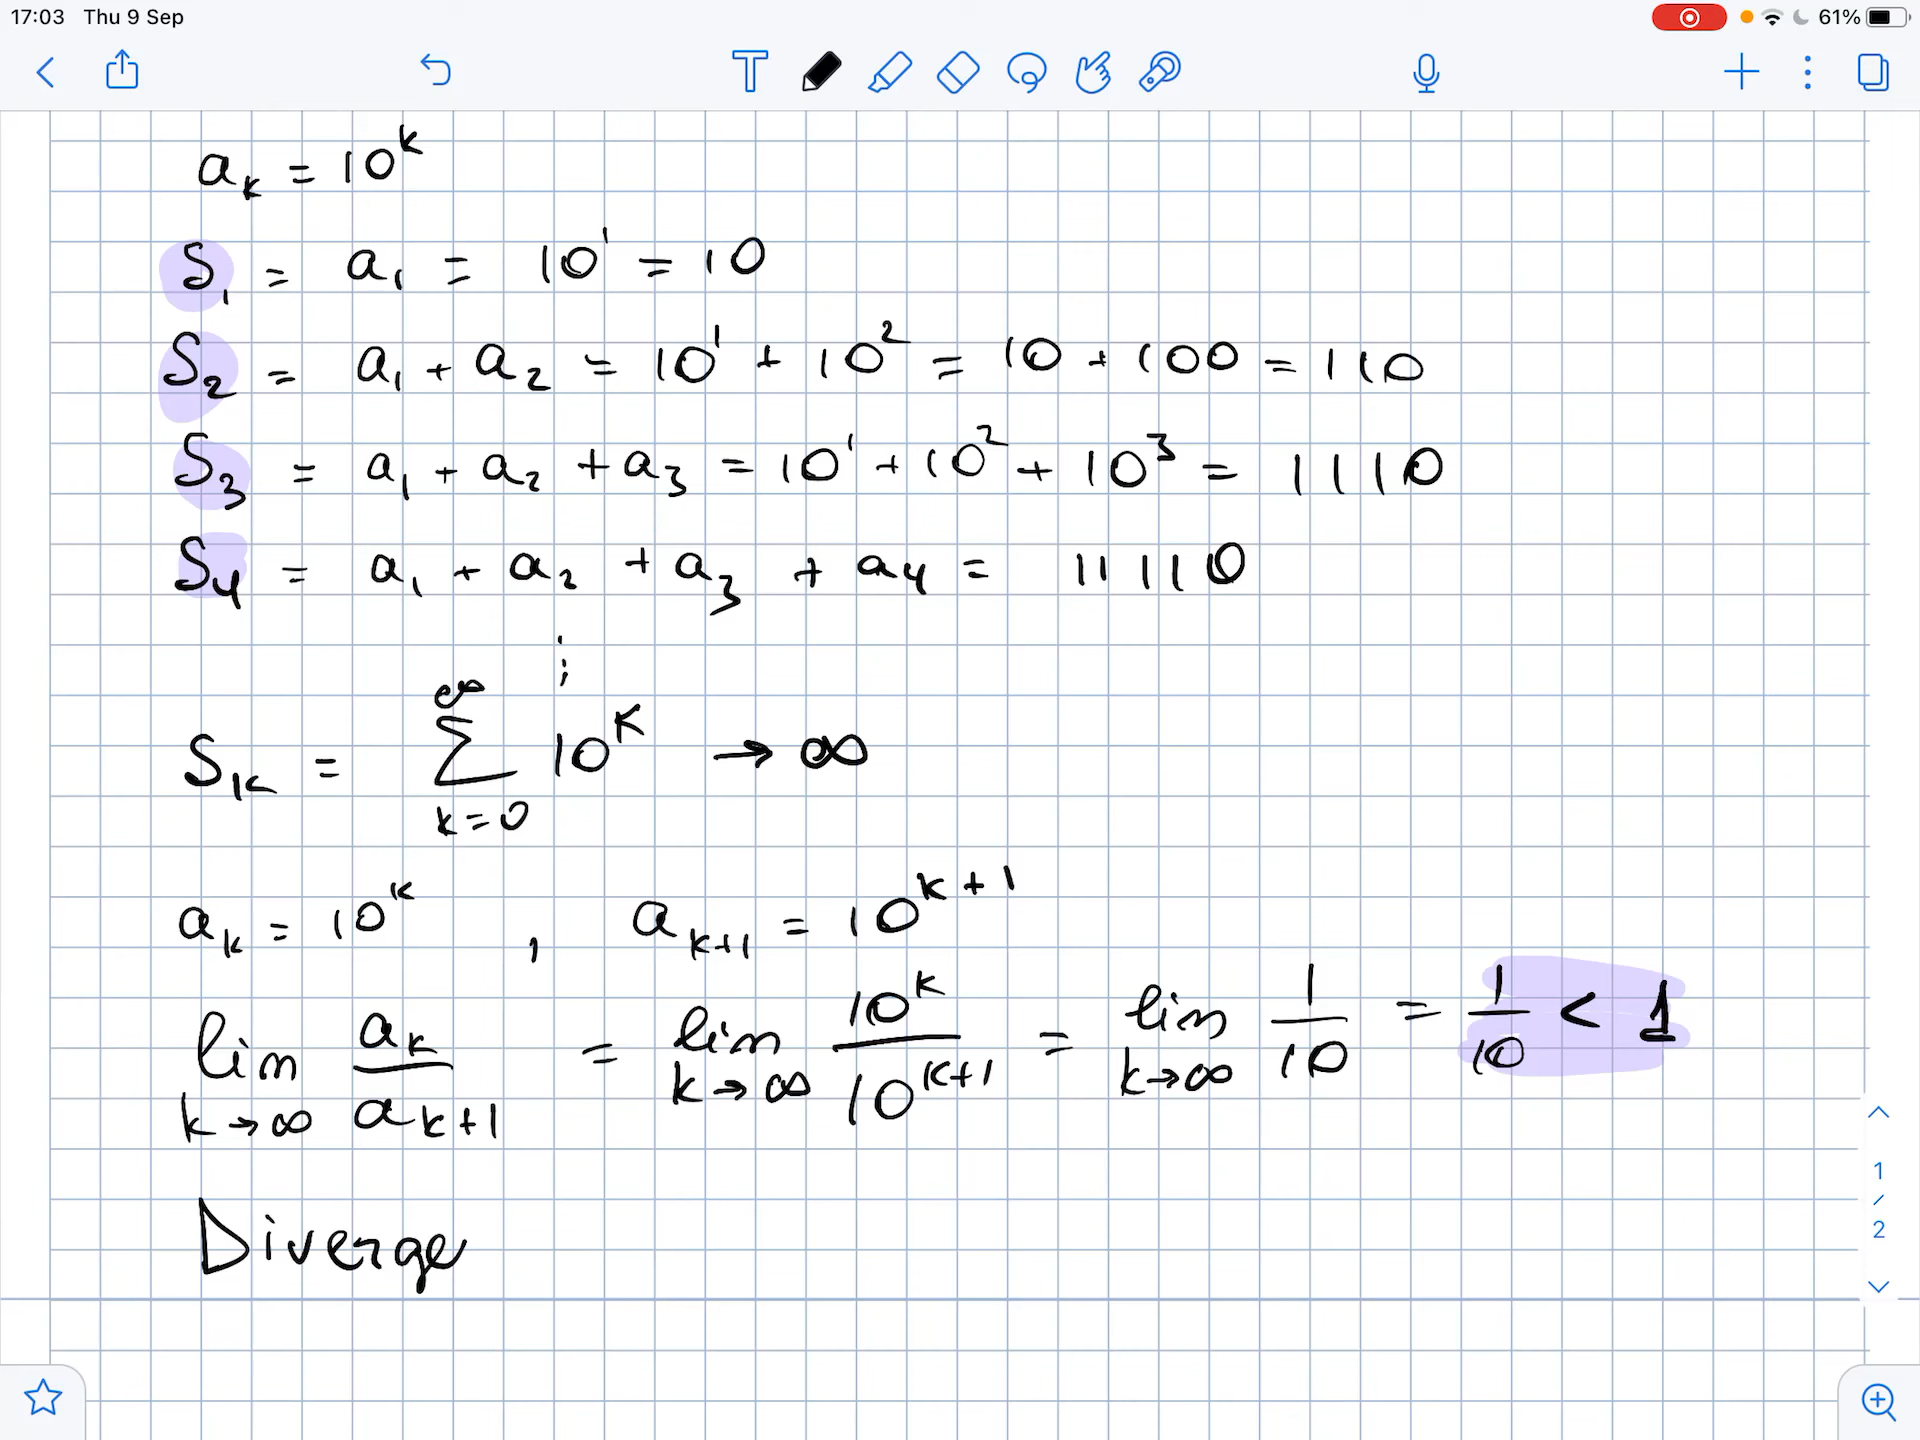 17:03 Thu 9 Sep 61%
T
a_k = 10^k
S_1 = a_1 = 10^1 = 10
S_2 = a_1 + a_2 = 10^1 + 10^2 = 10 + 100 = 110
S_3 = a_1 + a_2 + a_3 = 10^1 + 10^2 + 10^3 = 1110
S_4 = a_1 + a_2 + a_3 + a_4 = 11110
⋮
S_k = ∑_{k=0}^{∞} 10^k → ∞
a_k = 10^k , a_{k+1} = 10^{k+1}
lim_{k→∞} a_k/a_{k+1} = lim_{k→∞} 10^k/10^{k+1} = lim_{k→∞} 1/10 = 1/10 < 1
Diverge
1
/
2